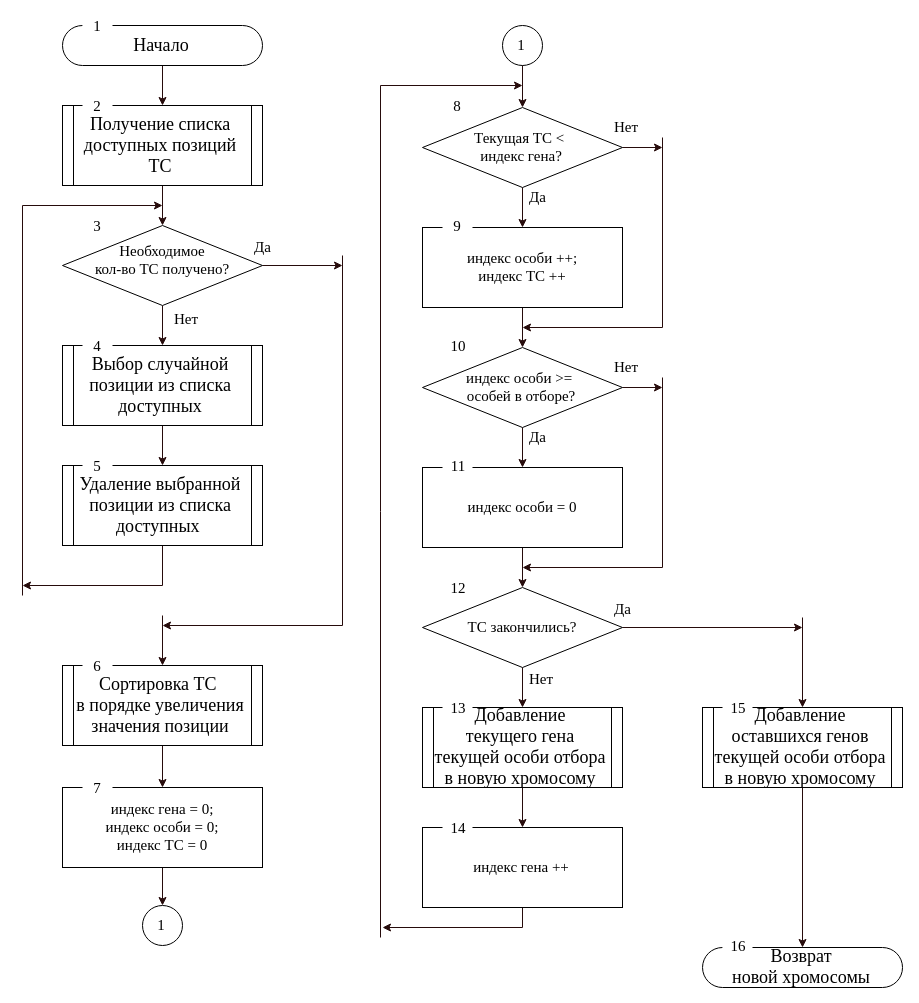 1
Начало
2
Получение списка
доступных позиций
ТС
3
Необходимое
кол-во ТС получено?
Да
Нет
4
Выбор случайной
позиции из списка
доступных
5
Удаление выбранной
позиции из списка
доступных
6
Сортировка ТС
в порядке увеличения
значения позиции
7
индекс гена = 0;
индекс особи = 0;
индекс ТС = 0
1
1
8
Текущая ТС <
индекс гена?
Нет
Да
9
индекс особи ++;
индекс ТС ++
10
индекс особи >=
особей в отборе?
Нет
Да
11
индекс особи = 0
12
ТС закончились?
Да
Нет
13
Добавление
текущего гена
текущей особи отбора
в новую хромосому
14
индекс гена ++
15
Добавление
оставшихся генов
текущей особи отбора
в новую хромосому
16
Возврат
новой хромосомы